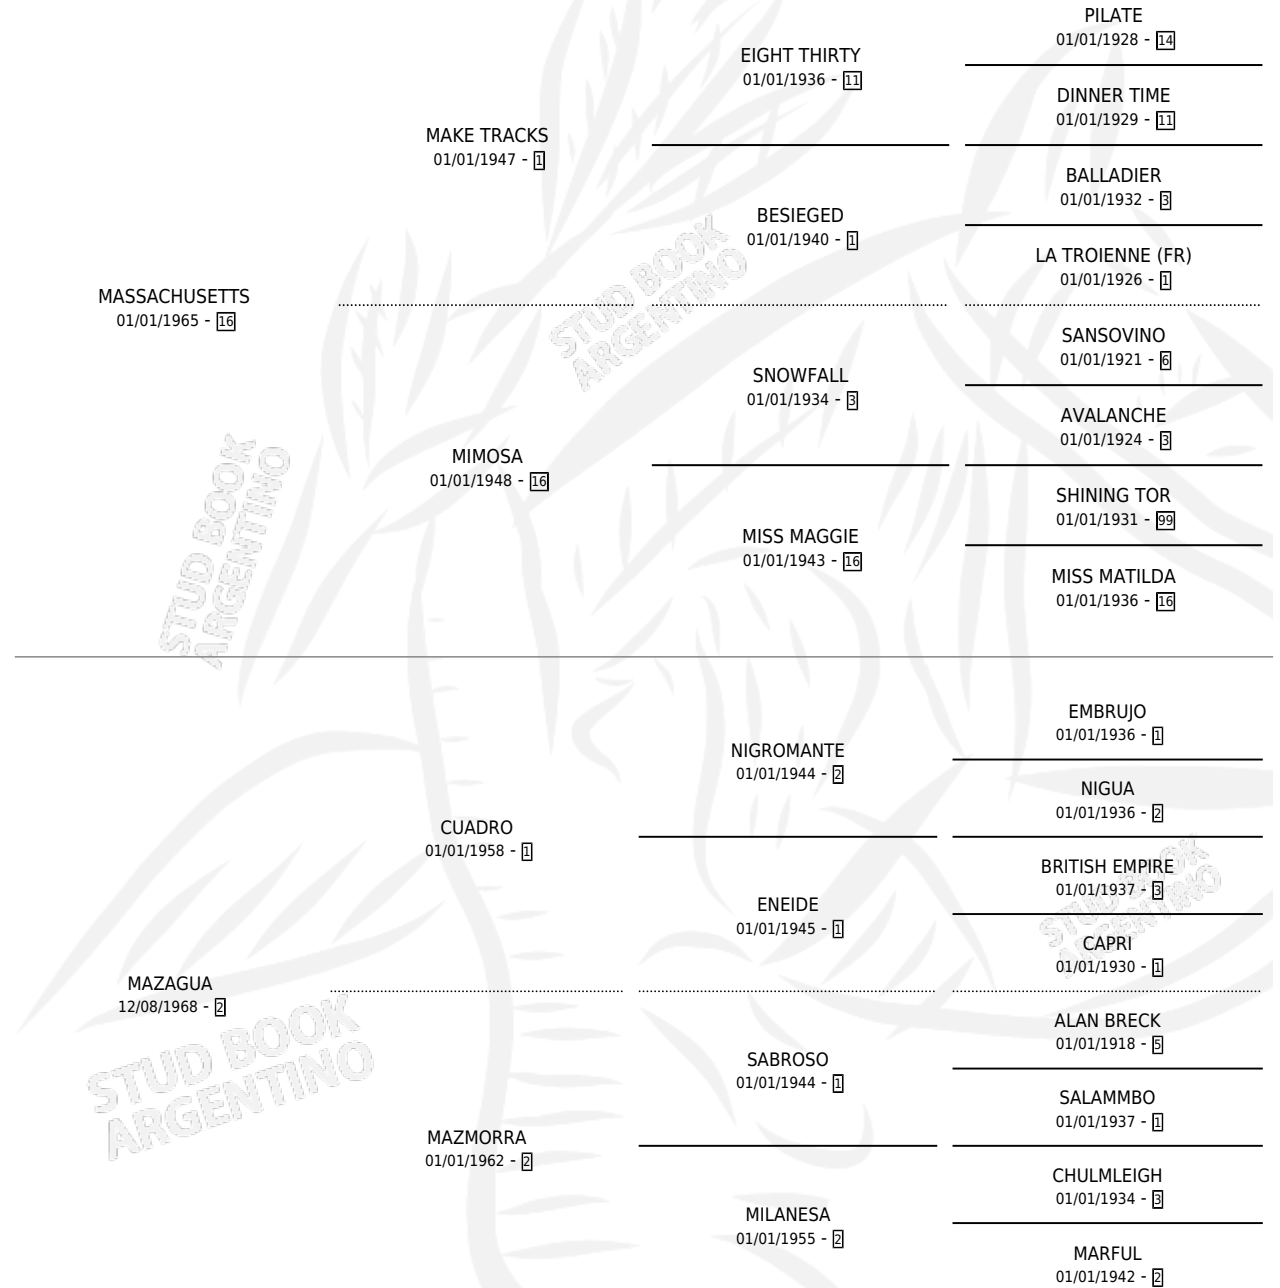 PILATE
01/01/1928 - 14
EIGHT THIRTY
01/01/1936 - 11
DINNER TIME
01/01/1929 - 11
MAKE TRACKS
01/01/1947 - 1
BALLADIER
01/01/1932 - 3
BESIEGED
01/01/1940 - 1
LA TROIENNE (FR)
01/01/1926 - 1
MASSACHUSETTS
01/01/1965 - 16
STUD BOOK
ARGENTINO
SANSOVINO
01/01/1921 - 6
SNOWFALL
01/01/1934 - 3
AVALANCHE
01/01/1924 - 3
MIMOSA
01/01/1948 - 16
SHINING TOR
01/01/1931 - 99
MISS MAGGIE
01/01/1943 - 16
MISS MATILDA
01/01/1936 - 16
STUD BOOK
ARGENTINO
EMBRUJO
01/01/1936 - 1
NIGROMANTE
01/01/1944 - 2
NIGUA
01/01/1936 - 2
CUADRO
01/01/1958 - 1
BRITISH EMPIRE
01/01/1937 - 3
ENEIDE
01/01/1945 - 1
STUD BOOK
ARGENTINO
CAPRI
01/01/1930 - 1
MAZAGUA
12/08/1968 - 2
ALAN BRECK
01/01/1918 - 5
STUD BOOK
ARGENTINO
SABROSO
01/01/1944 - 1
SALAMMBO
01/01/1937 - 1
MAZMORRA
01/01/1962 - 2
CHULMLEIGH
01/01/1934 - 3
MILANESA
01/01/1955 - 2
MARFUL
01/01/1942 - 2